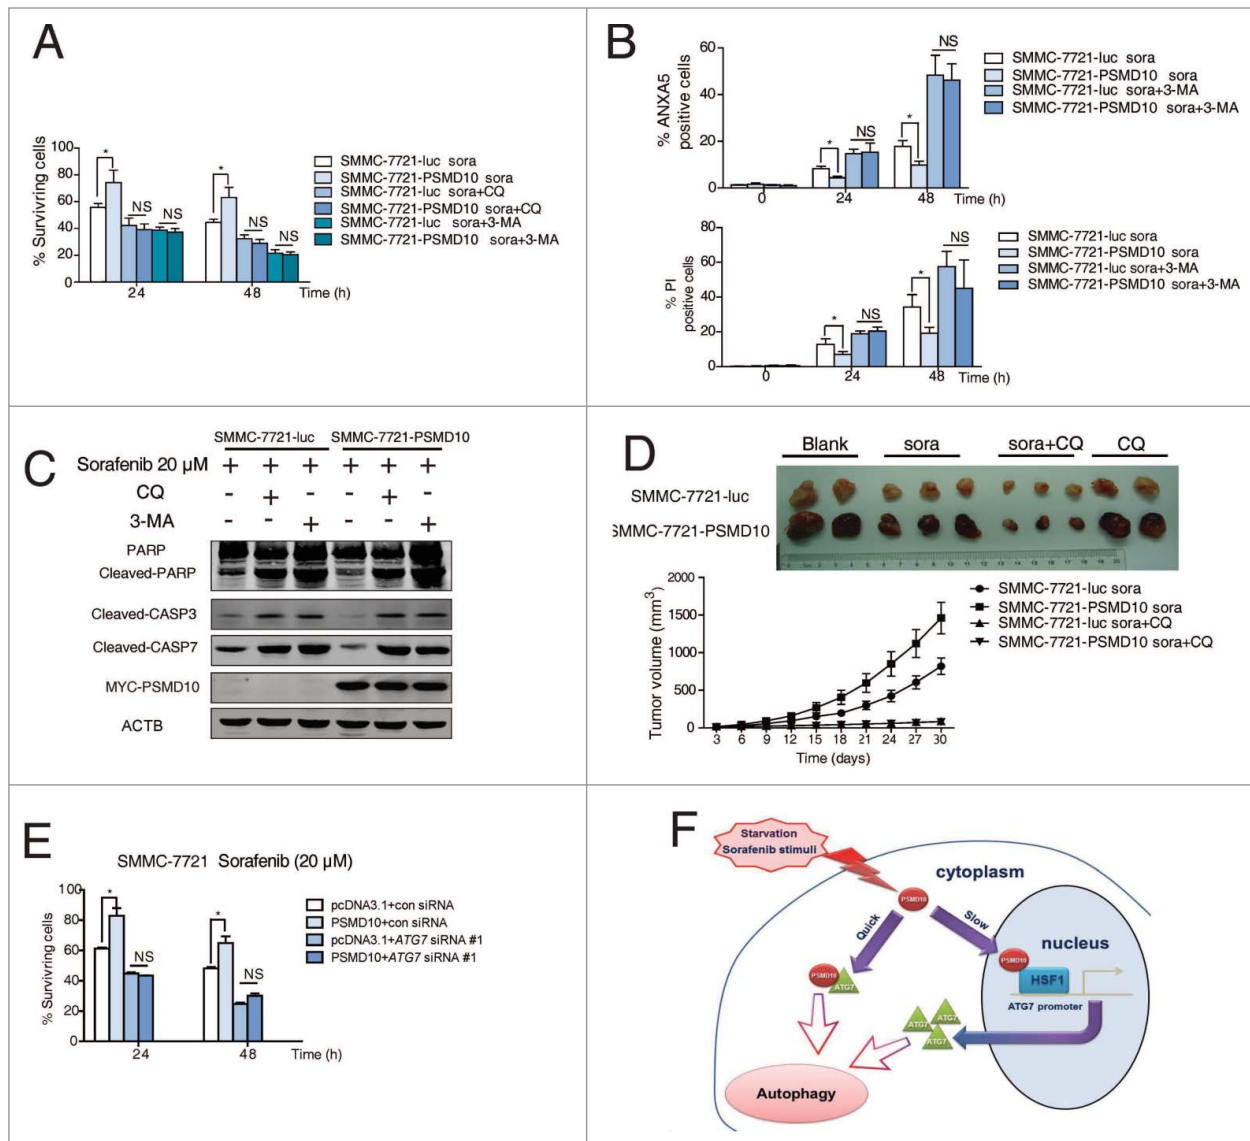 A
% Survivring cells
100
80
60
40
20
0
*
NS
NS
*
NS
NS
24
48
Time (h)
SMMC-7721-luc sora
SMMC-7721-PSMD10 sora
SMMC-7721-luc sora+CQ
SMMC-7721-PSMD10 sora+CQ
SMMC-7721-luc sora+3-MA
SMMC-7721-PSMD10 sora+3-MA
B
% ANXA5
positive cells
60
40
20
0
*
NS
*
NS
0
24
48
Time (h)
SMMC-7721-luc sora
SMMC-7721-PSMD10 sora
SMMC-7721-luc sora+3-MA
SMMC-7721-PSMD10 sora+3-MA
% PI
positive cells
80
60
40
20
0
*
NS
*
NS
0
24
48
Time (h)
SMMC-7721-luc sora
SMMC-7721-PSMD10 sora
SMMC-7721-luc sora+3-MA
SMMC-7721-PSMD10 sora+3-MA
C
SMMC-7721-luc SMMC-7721-PSMD10
Sorafenib 20 µM + + + + + +
CQ - + - - + -
3-MA - - + - - +
PARP
Cleaved-PARP
Cleaved-CASP3
Cleaved-CASP7
MYC-PSMD10
ACTB
D
Blank sora sora+CQ CQ
SMMC-7721-luc
SMMC-7721-PSMD10
Tumor volume (mm3)
2000
1500
1000
500
0
3 6 9 12 15 18 21 24 27 30
Time (days)
SMMC-7721-luc sora
SMMC-7721-PSMD10 sora
SMMC-7721-luc sora+CQ
SMMC-7721-PSMD10 sora+CQ
E
SMMC-7721 Sorafenib (20 µM)
% Survivring cells
100
80
60
40
20
0
*
NS
*
NS
24
48
Time (h)
pcDNA3.1+con siRNA
PSMD10+con siRNA
pcDNA3.1+ATG7 siRNA #1
PSMD10+ATG7 siRNA #1
F
Starvation
Sorafenib stimuli
cytoplasm
PSMD10
Quick
Slow
nucleus
PSMD10
HSF1
ATG7 promoter
PSMD10
ATG7
ATG7
ATG7
ATG7
Autophagy